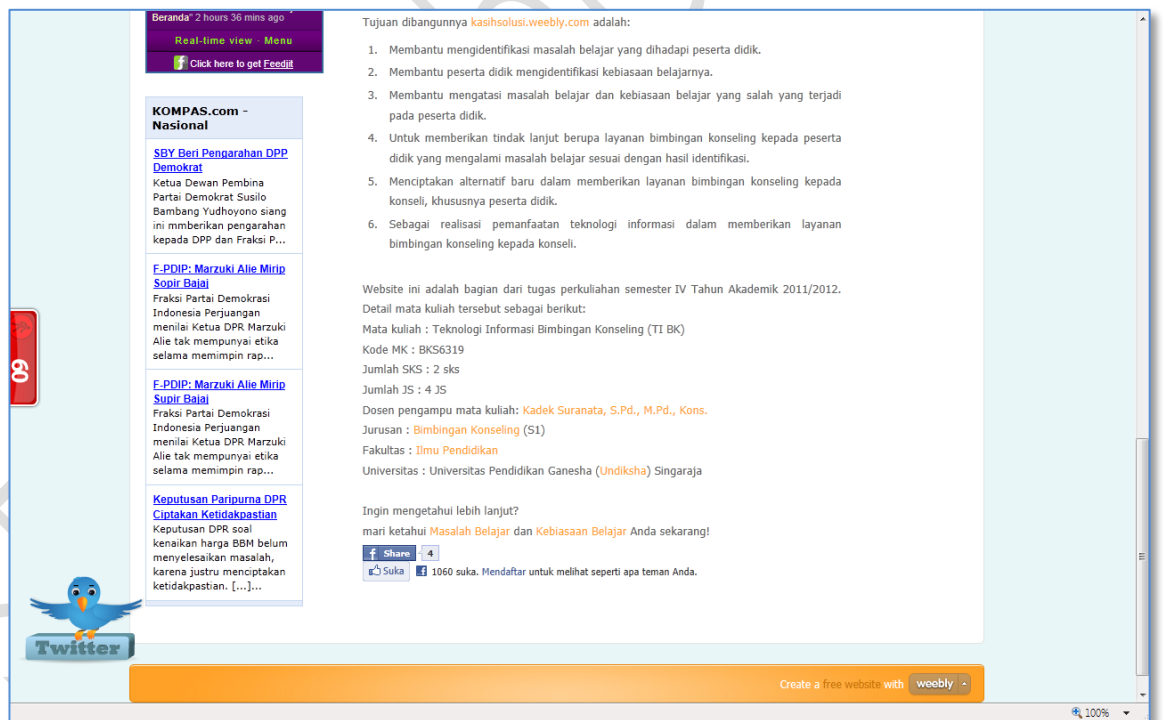 Beranda" 2 hours 36 mins ago
Real-time view · Menu
Click here to get Feedjit
KOMPAS.com -
Nasional
SBY Beri Pengarahan DPP
Demokrat
Ketua Dewan Pembina
Partai Demokrat Susilo
Bambang Yudhoyono siang
ini mmberikan pengarahan
kepada DPP dan Fraksi P...
F-PDIP: Marzuki Alie Mirip
Sopir Bajaj
Fraksi Partai Demokrasi
Indonesia Perjuangan
menilai Ketua DPR Marzuki
Alie tak mempunyai etika
selama memimpin rap...
F-PDIP: Marzuki Alie Mirip
Supir Bajaj
Fraksi Partai Demokrasi
Indonesia Perjuangan
menilai Ketua DPR Marzuki
Alie tak mempunyai etika
selama memimpin rap...
Keputusan Paripurna DPR
Ciptakan Ketidakpastian
Keputusan DPR soal
kenaikan harga BBM belum
menyelesaikan masalah,
karena justru menciptakan
ketidakpastian. [...]...
Tujuan dibangunnya kasihsolusi.weebly.com adalah:
1. Membantu mengidentifikasi masalah belajar yang dihadapi peserta didik.
2. Membantu peserta didik mengidentifikasi kebiasaan belajarnya.
3. Membantu mengatasi masalah belajar dan kebiasaan belajar yang salah yang terjadi
pada peserta didik.
4. Untuk memberikan tindak lanjut berupa layanan bimbingan konseling kepada peserta
didik yang mengalami masalah belajar sesuai dengan hasil identifikasi.
5. Menciptakan alternatif baru dalam memberikan layanan bimbingan konseling kepada
konseli, khususnya peserta didik.
6. Sebagai realisasi pemanfaatan teknologi informasi dalam memberikan layanan
bimbingan konseling kepada konseli.
Website ini adalah bagian dari tugas perkuliahan semester IV Tahun Akademik 2011/2012.
Detail mata kuliah tersebut sebagai berikut:
Mata kuliah : Teknologi Informasi Bimbingan Konseling (TI BK)
Kode MK : BKS6319
Jumlah SKS : 2 sks
Jumlah JS : 4 JS
Dosen pengampu mata kuliah: Kadek Suranata, S.Pd., M.Pd., Kons.
Jurusan : Bimbingan Konseling (S1)
Fakultas : Ilmu Pendidikan
Universitas : Universitas Pendidikan Ganesha (Undiksha) Singaraja
Ingin mengetahui lebih lanjut?
mari ketahui Masalah Belajar dan Kebiasaan Belajar Anda sekarang!
Share 4
Suka 1060 suka. Mendaftar untuk melihat seperti apa teman Anda.
60
Twitter
Create a free website with weebly
100%